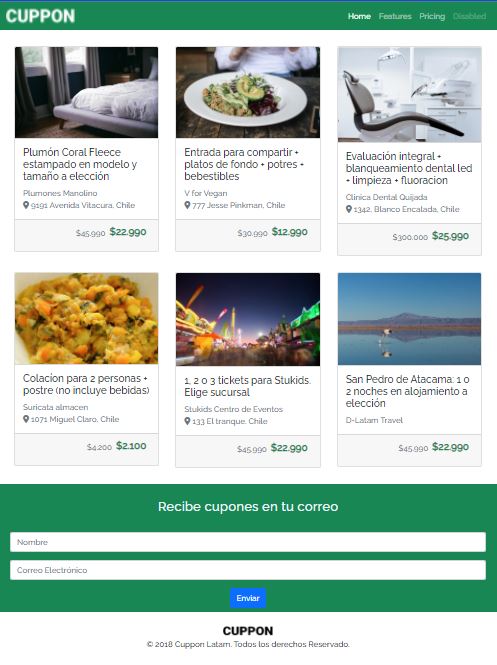 CUPPON
Home Features Pricing Disabled
Plumón Coral Fleece
estampado en modelo y
tamaño a elección
Plumones Manolino
9191 Avenida Vitacura, Chile
$45.990 $22.990
Entrada para compartir +
platos de fondo + potres +
bebestibles
V for Vegan
777 Jesse Pinkman, Chile
$30.990 $12.990
Evaluación integral +
blanqueamiento dental led
+ limpieza + fluoracion
Clínica Dental Quijada
1342, Blanco Encalada, Chile
$300.000 $25.990
Colacíon para 2 personas +
postre (no incluye bebidas)
Suricata almacen
1071 Miguel Claro, Chile
$4.200 $2.100
1, 2 o 3 tickets para Stukids.
Elige sucursal
Stukids Centro de Eventos
133 El tranque, Chile
$45.990 $22.990
San Pedro de Atacama: 1 o
2 noches en alojamiento a
elección
D-Latam Travel
$45.990 $22.990
Recibe cupones en tu correo
Nombre
Correo Electrónico
Enviar
CUPPON
© 2018 Cuppon Latam. Todos los derechos Reservado.